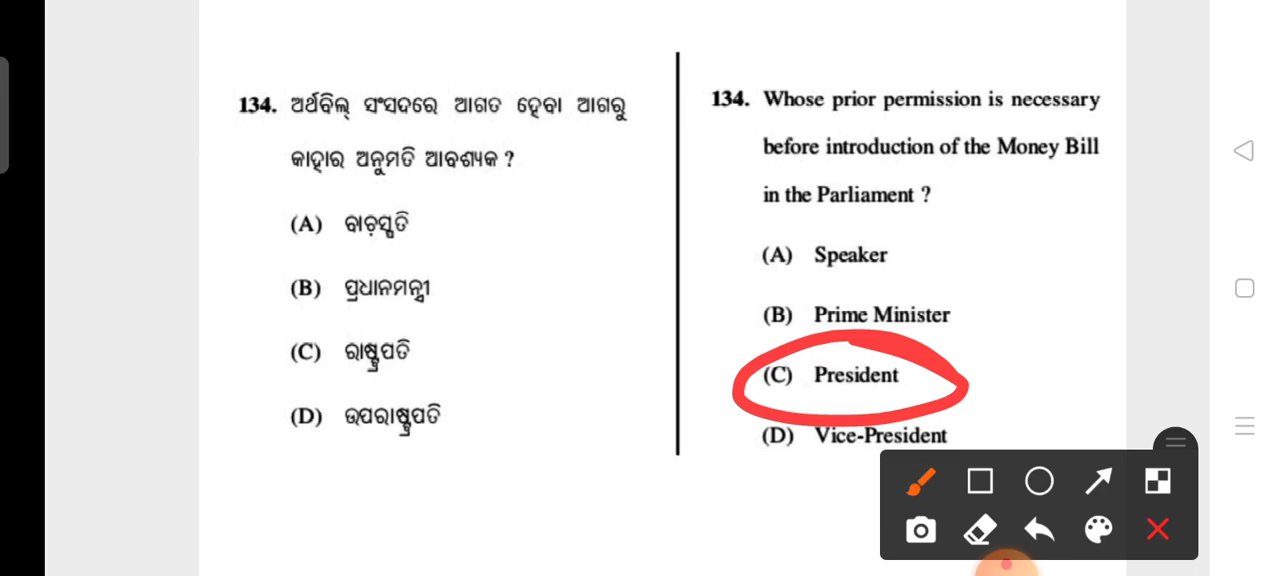 134. ଅର୍ଥବିଲ୍ ସଂସଦରେ ଆଗତ ହେବା ଆଗରୁ
କାହାର ଅନୁମତି ଆବଶ୍ୟକ ?
(A) ବାଚସ୍ପତି
(B) ପ୍ରଧାନମନ୍ତ୍ରୀ
(C) ରାଷ୍ଟ୍ରପତି
(D) ଉପରାଷ୍ଟ୍ରପତି
134. Whose prior permission is necessary
before introduction of the Money Bill
in the Parliament ?
(A) Speaker
(B) Prime Minister
(C) President
(D) Vice-President